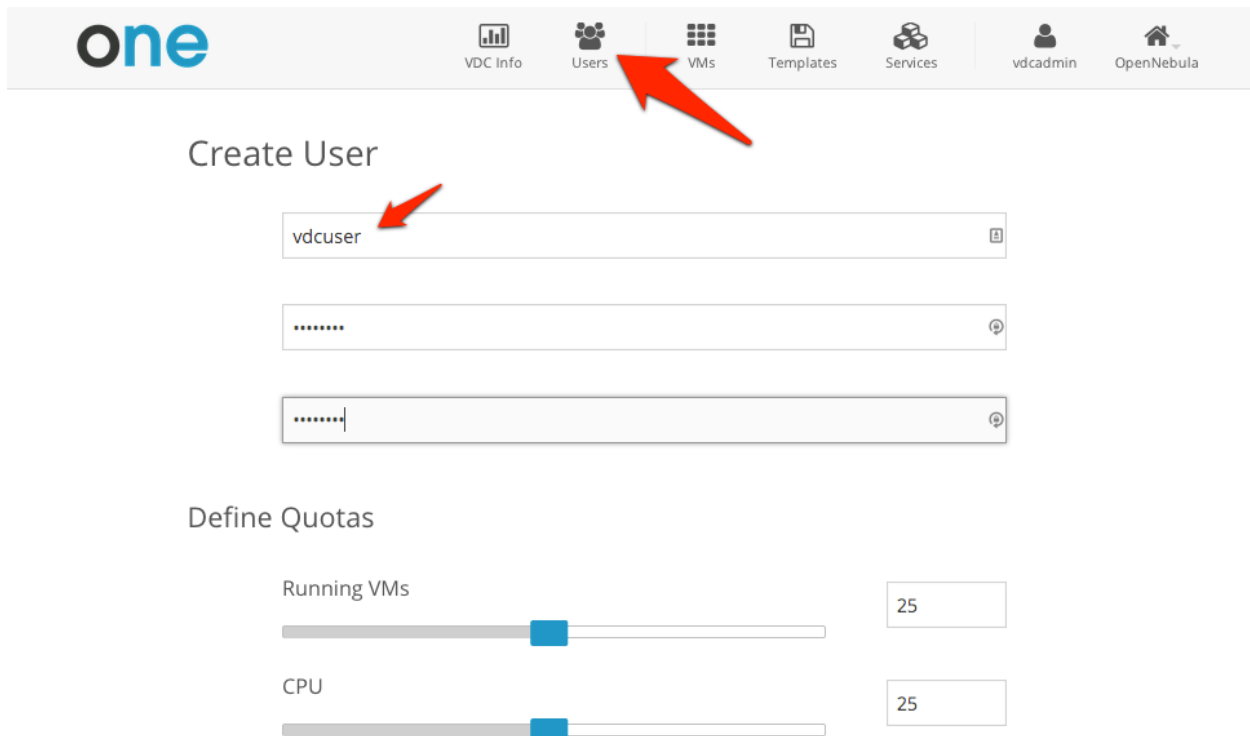 one
VDC Info Users VMs Templates Services vdcadmin OpenNebula
Create User
vdcuser
••••••••
••••••••
Define Quotas
Running VMs
25
CPU
25